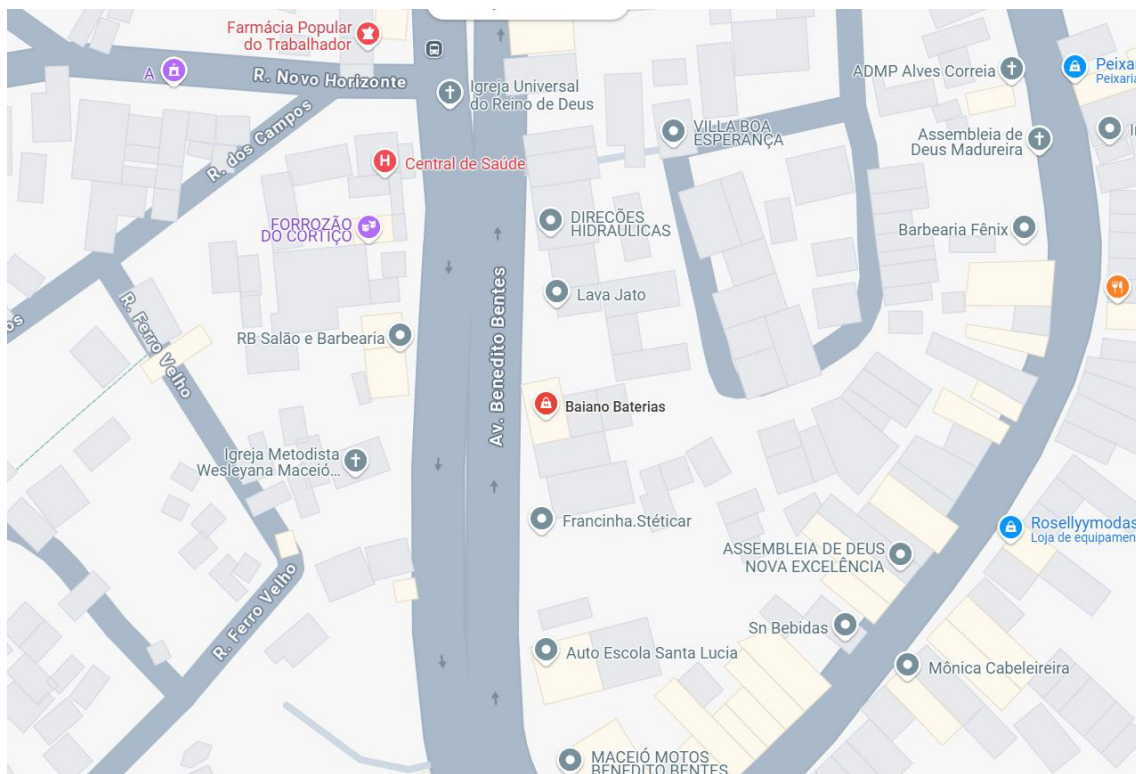 Farmácia Popular
do Trabalhador
A
R. Novo Horizonte
Igreja Universal
do Reino de Deus
ADMP Alves Correia
Peixar
Peixaria
R. dos Campos
VILLA BOA
ESPERANÇA
Assembleia de
Deus Madureira
H
Central de Saúde
FORROZÃO
DO CORTIÇO
DIREÇÕES
HIDRAULICAS
Barbearia Fênix
Lava Jato
R. Ferro Velho
RB Salão e Barbearia
Av. Benedito Bentes
Baiano Baterias
Igreja Metodista
Wesleyana Maceió...
Francinha.Stéticar
Rosellyymodas
Loja de equipamen
ASSEMBLEIA DE DEUS
NOVA EXCELÊNCIA
R. Ferro Velho
Sn Bebidas
Auto Escola Santa Lucia
Mônica Cabeleireira
MACEIÓ MOTOS
BENEDITO BENTES